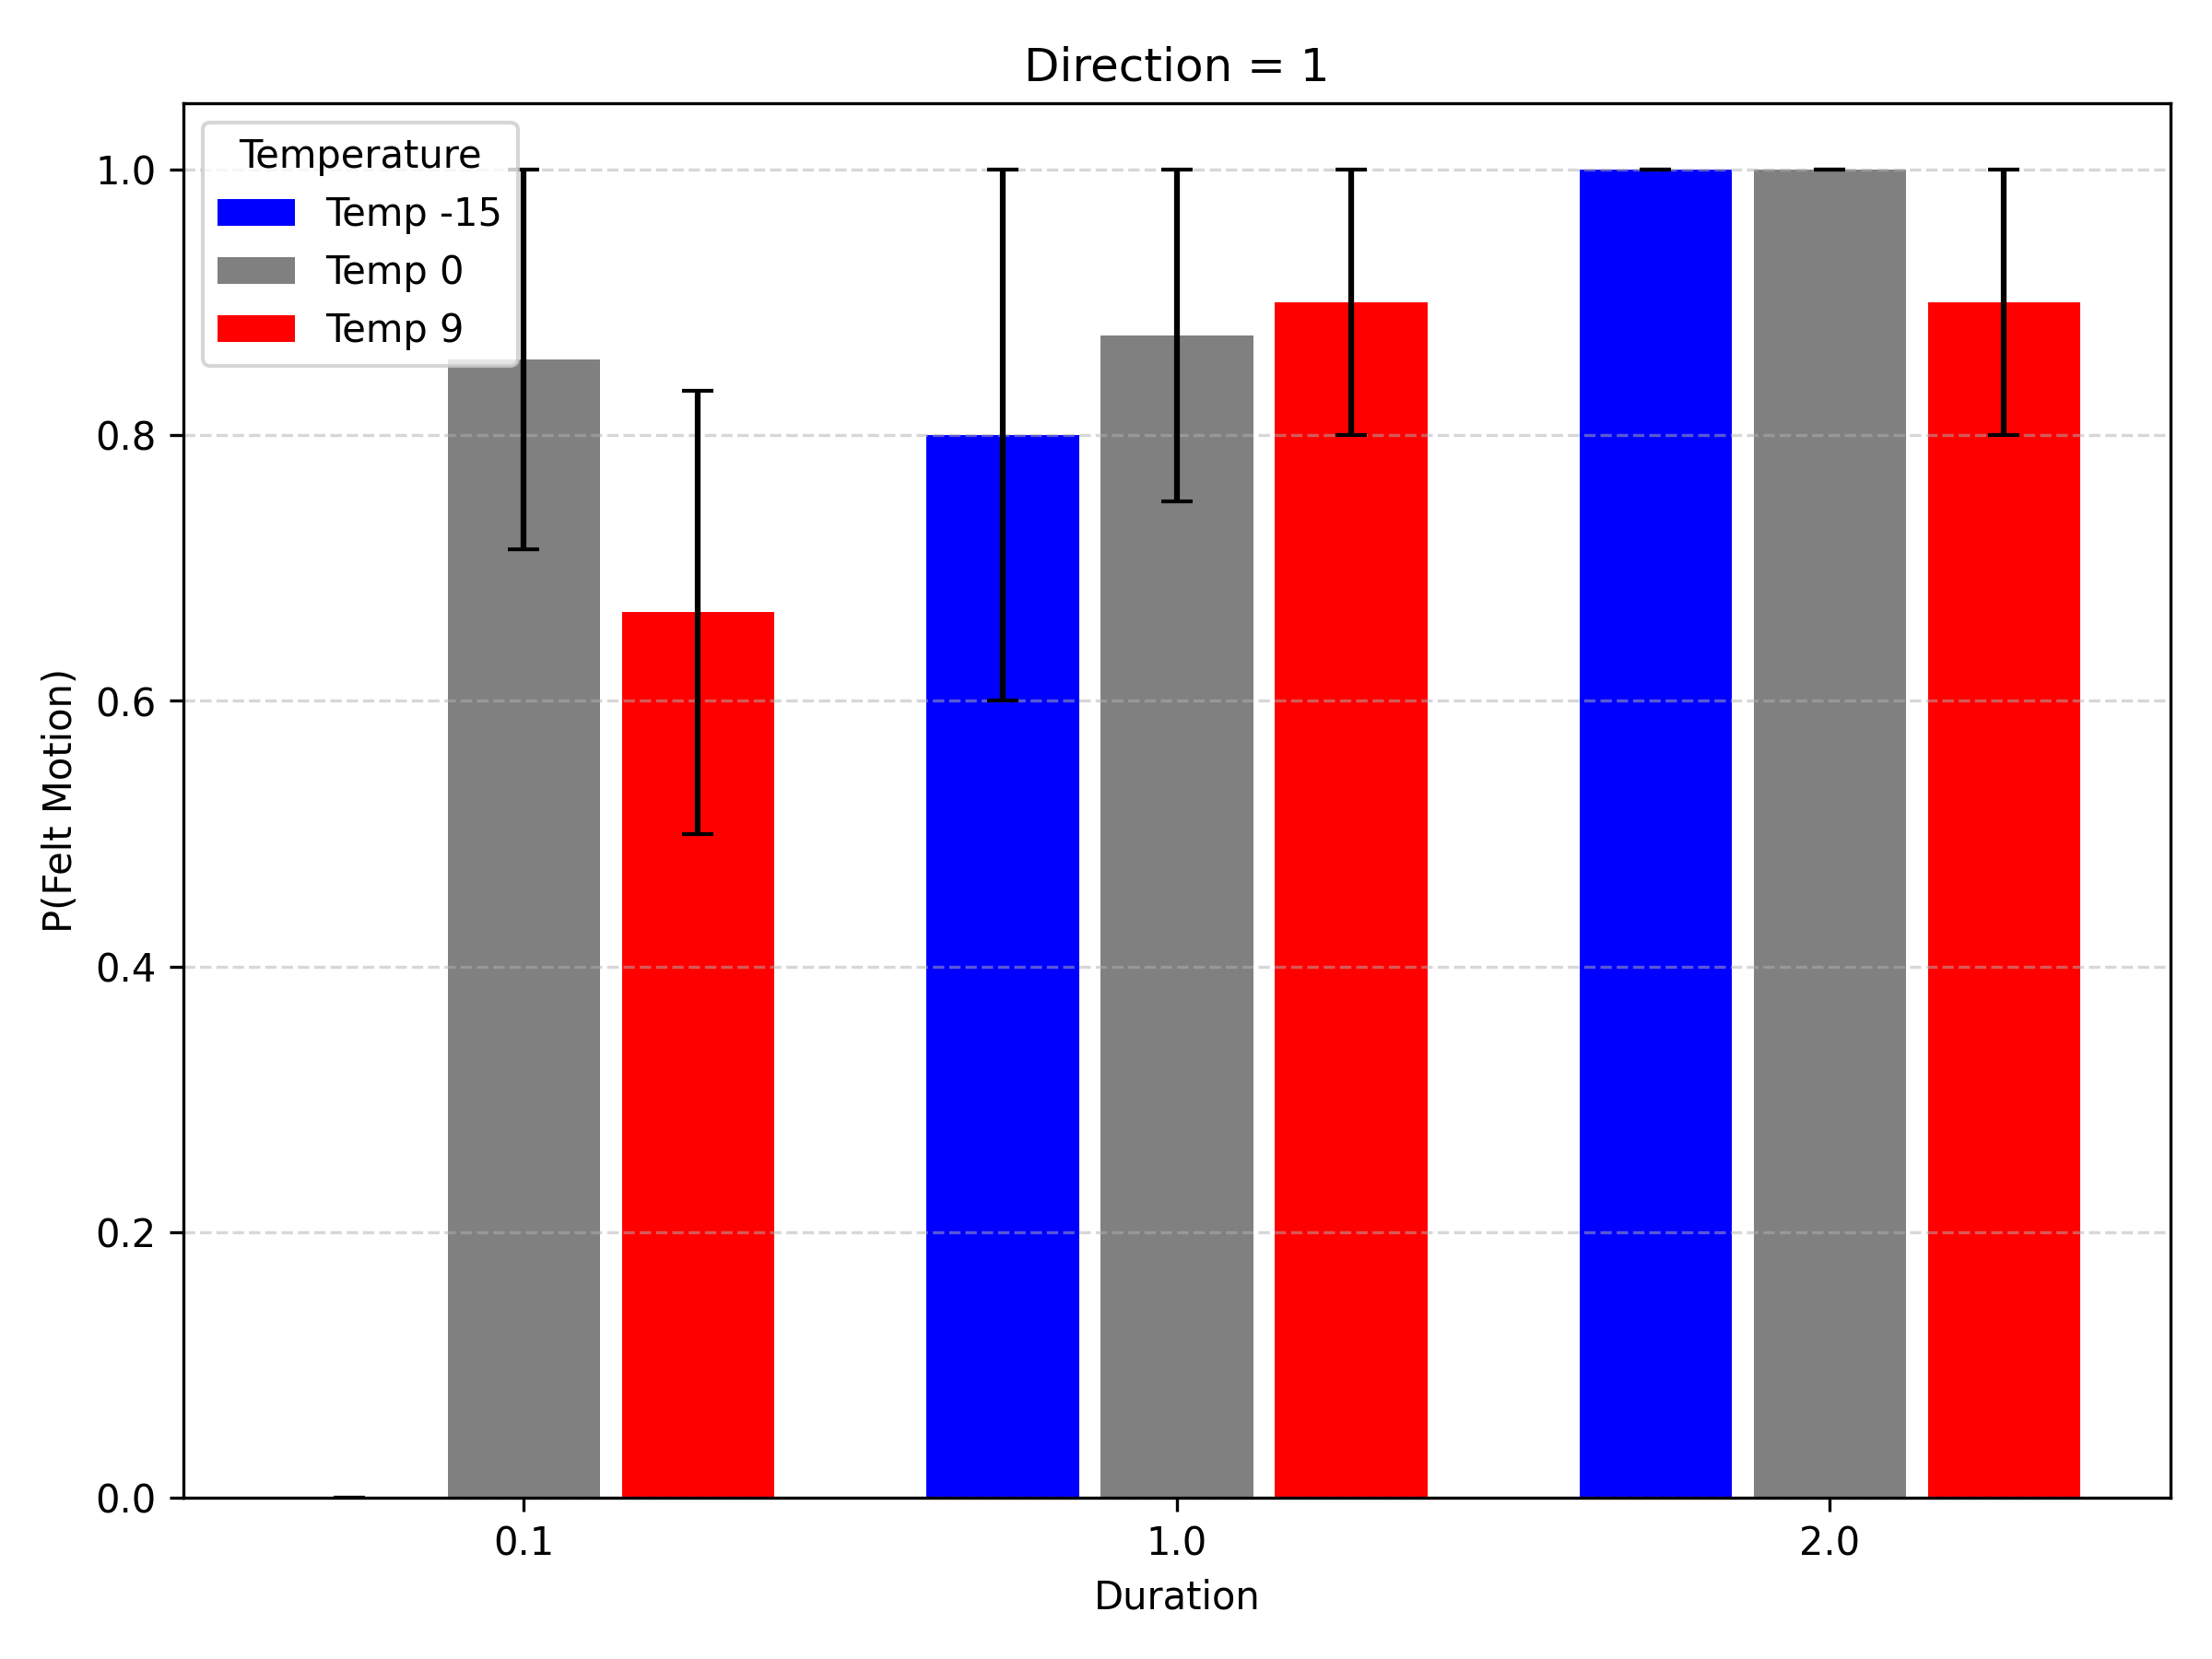 Direction = 1
Temperature
Temp -15
Temp 0
Temp 9
1.0
0.8
0.6
0.4
0.2
0.0
P(Felt Motion)
0.1 1.0 2.0
Duration